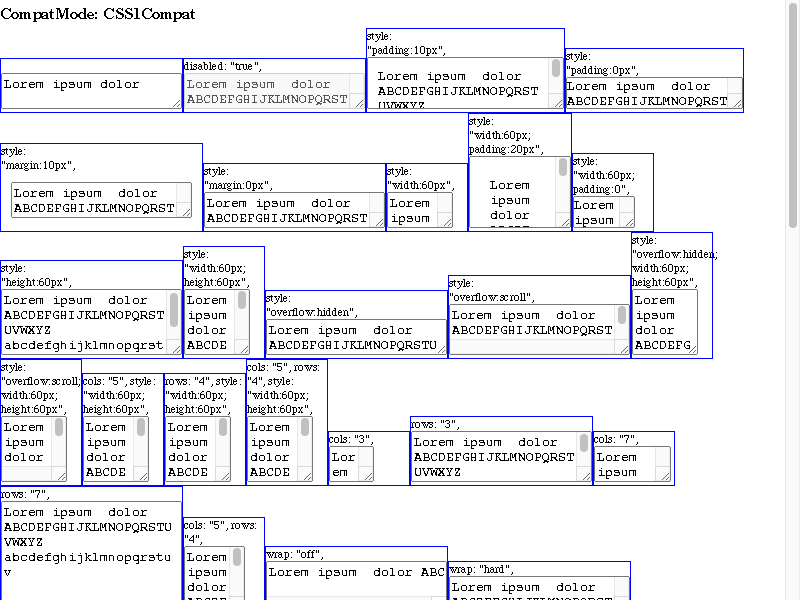 CompatMode: CSS1Compat
Lorem ipsum dolor
disabled: "true",
Lorem ipsum dolor
ABCDEFGHIJKLMNOPQRST
style:
"padding:10px",
Lorem ipsum dolor
ABCDEFGHIJKLMNOPQRST
UVWXYZ
style:
"padding:0px",
Lorem ipsum dolor
ABCDEFGHIJKLMNOPQRST
style:
"margin:10px",
Lorem ipsum dolor
ABCDEFGHIJKLMNOPQRST
style:
"margin:0px",
Lorem ipsum dolor
ABCDEFGHIJKLMNOPQRST
style:
"width:60px",
Lorem
ipsum
style:
"width:60px;
padding:20px",
Lorem
ipsum
dolor
style:
"width:60px;
padding:0",
Lorem
ipsum
style:
"height:60px",
Lorem ipsum dolor
ABCDEFGHIJKLMNOPQRST
UVWXYZ
abcdefghijklmnopqrst
style:
"width:60px;
height:60px",
Lorem
ipsum
dolor
ABCDE
style:
"overflow:hidden",
Lorem ipsum dolor
ABCDEFGHIJKLMNOPQRSTU
style:
"overflow:scroll",
Lorem ipsum dolor
ABCDEFGHIJKLMNOPQRST
style:
"overflow:hidden;
width:60px;
height:60px",
Lorem
ipsum
dolor
ABCDEFG
style:
"overflow:scroll;
width:60px;
height:60px",
Lorem
ipsum
dolor
cols: "5", style:
"width:60px;
height:60px",
Lorem
ipsum
dolor
ABCDE
rows: "4", style:
"width:60px;
height:60px",
Lorem
ipsum
dolor
ABCDE
cols: "5", rows:
"4", style:
"width:60px;
height:60px",
Lorem
ipsum
dolor
ABCDE
cols: "3",
Lor
em
rows: "3",
Lorem ipsum dolor
ABCDEFGHIJKLMNOPQRST
UVWXYZ
cols: "7",
Lorem
ipsum
rows: "7",
Lorem ipsum dolor
ABCDEFGHIJKLMNOPQRSTU
VWXYZ
abcdefghijklmnopqrstu
v
cols: "5", rows:
"4",
Lorem
ipsum
dolor
ABCDE
wrap: "off",
Lorem ipsum dolor ABC
wrap: "hard",
Lorem ipsum dolor
ABCDEFGHIJKLMNOPQRST